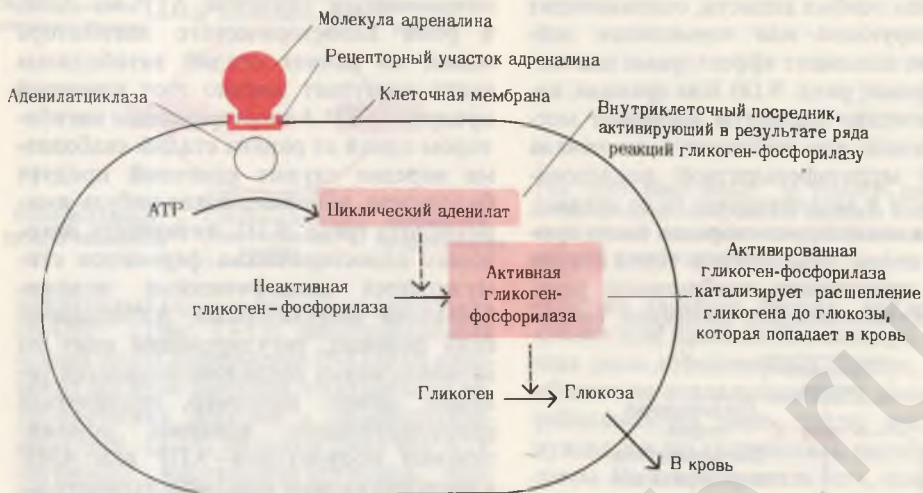 Молекула адреналина
Рецепторный участок адреналина
Аденилатциклаза
Клеточная мембрана
Внутриклеточный посредник,
активирующий в результате ряда
реакций гликоген-фосфорилазу
ATP
Циклический аденилат
Неактивная
гликоген-фосфорилаза
Активная
гликоген-
фосфорилаза
Активированная
гликоген-фосфорилаза
катализирует расщепление
гликогена до глюкозы,
которая попадает в кровь
Гликоген
Глюкоза
В кровь
ru